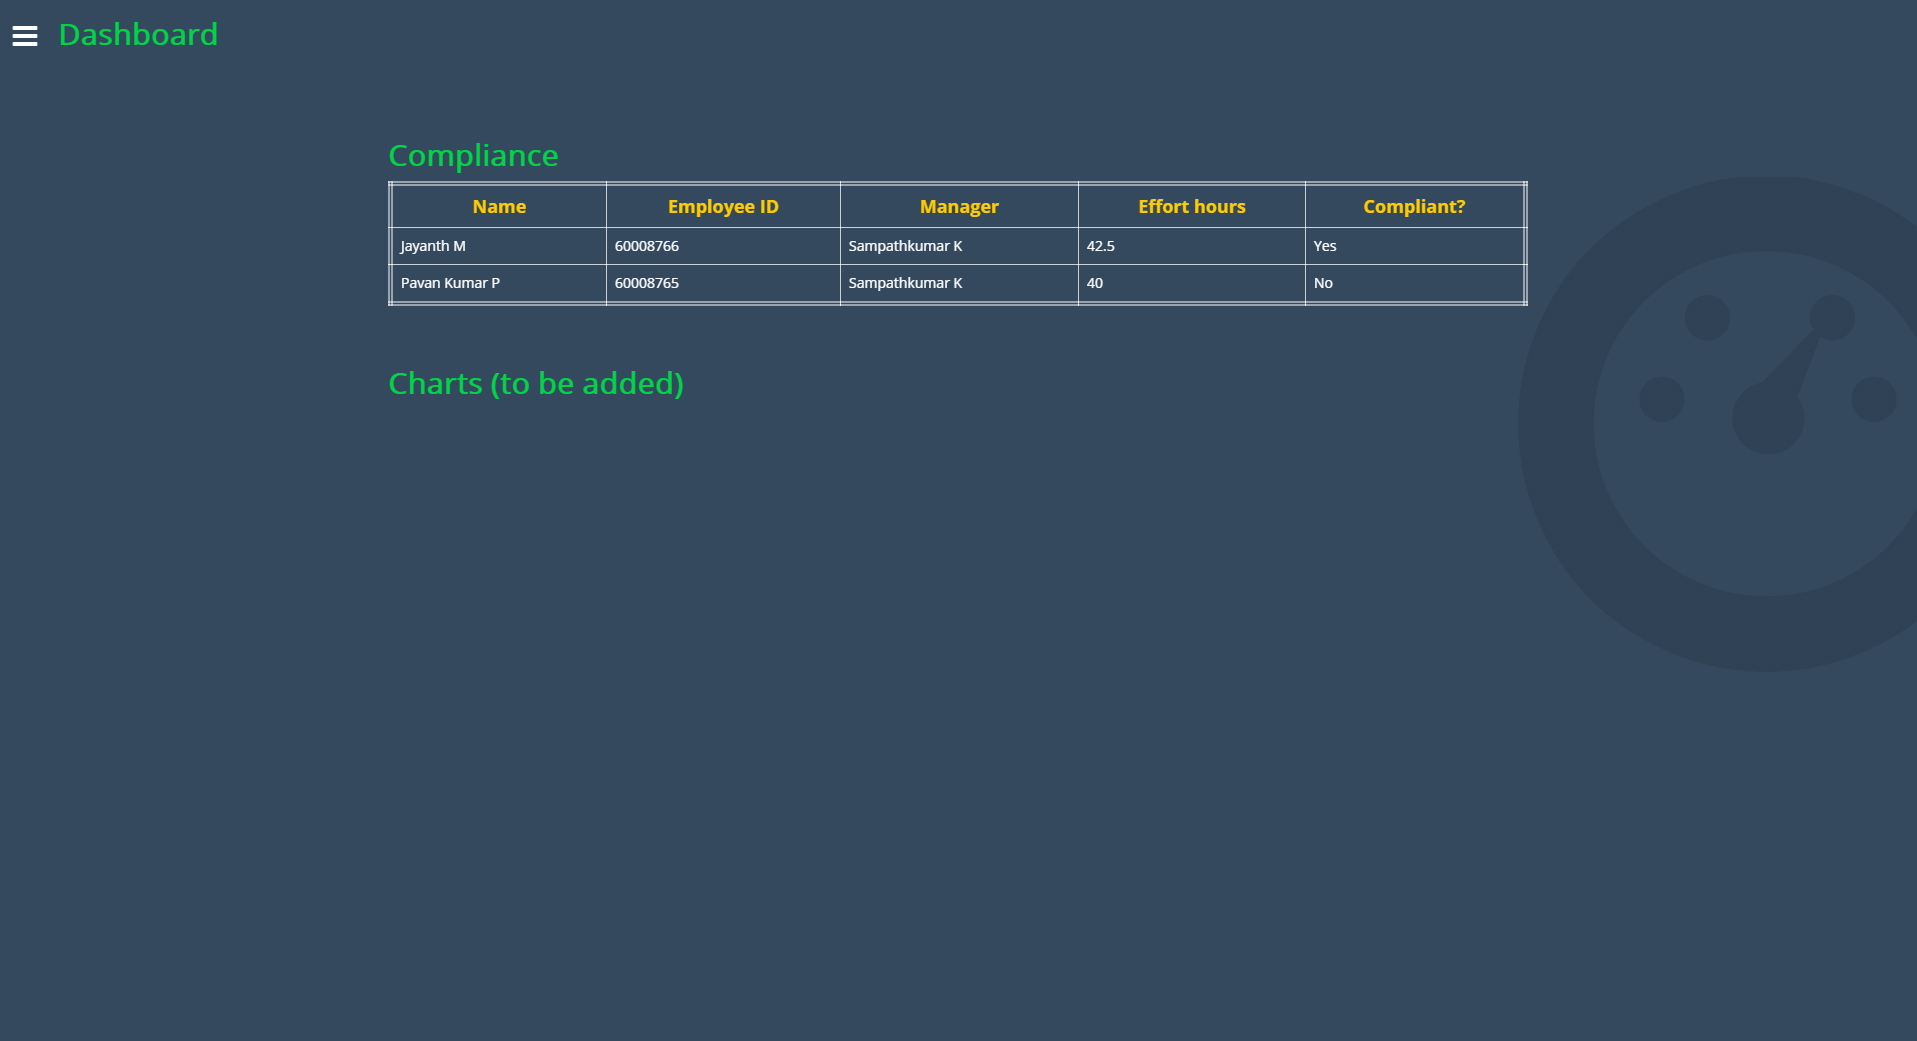 Dashboard
Compliance
Name Employee ID Manager Effort hours Compliant?
Jayanth M 60008766 Sampathkumar K 42.5 Yes
Pavan Kumar P 60008765 Sampathkumar K 40 No
Charts (to be added)